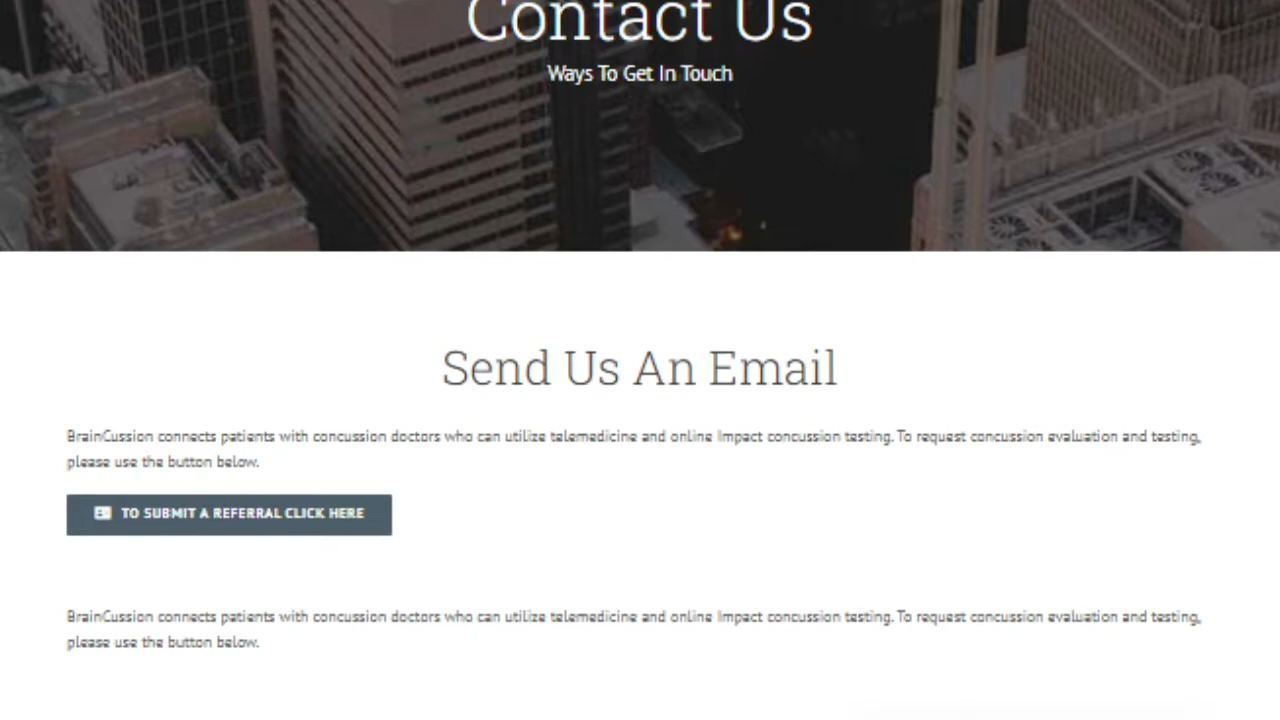 Contact Us
Ways To Get In Touch
Send Us An Email
BrainCussion connects patients with concussion doctors who can utilize telemedicine and online Impact concussion testing. To request concussion evaluation and testing,
please use the button below.
TO SUBMIT A REFERRAL CLICK HERE
BrainCussion connects patients with concussion doctors who can utilize telemedicine and online Impact concussion testing. To request concussion evaluation and testing,
please use the button below.